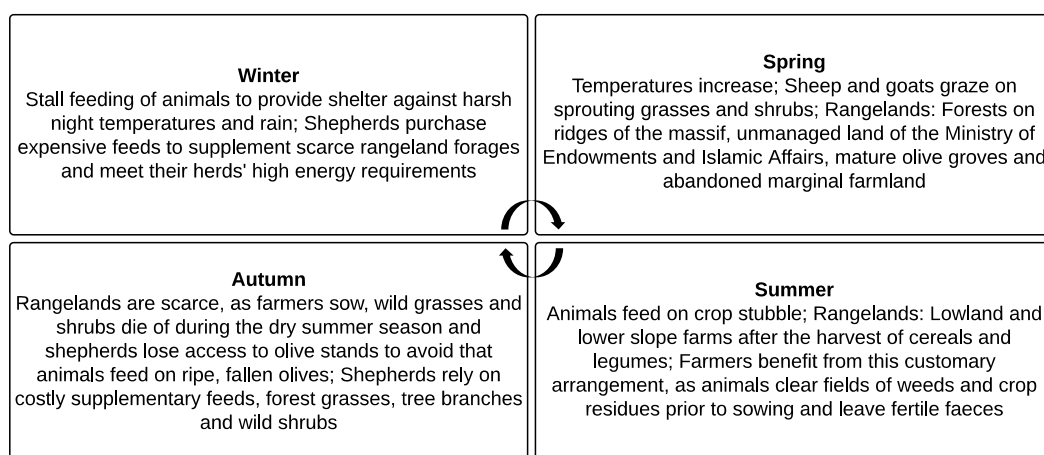 Winter
Stall feeding of animals to provide shelter against harsh
night temperatures and rain; Shepherds purchase
expensive feeds to supplement scarce rangeland forages
and meet their herds' high energy requirements
Spring
Temperatures increase; Sheep and goats graze on
sprouting grasses and shrubs; Rangelands: Forests on
ridges of the massif, unmanaged land of the Ministry of
Endowments and Islamic Affairs, mature olive groves and
abandoned marginal farmland
Autumn
Rangelands are scarce, as farmers sow, wild grasses and
shrubs die of during the dry summer season and
shepherds lose access to olive stands to avoid that
animals feed on ripe, fallen olives; Shepherds rely on
costly supplementary feeds, forest grasses, tree branches
and wild shrubs
Summer
Animals feed on crop stubble; Rangelands: Lowland and
lower slope farms after the harvest of cereals and
legumes; Farmers benefit from this customary
arrangement, as animals clear fields of weeds and crop
residues prior to sowing and leave fertile faeces